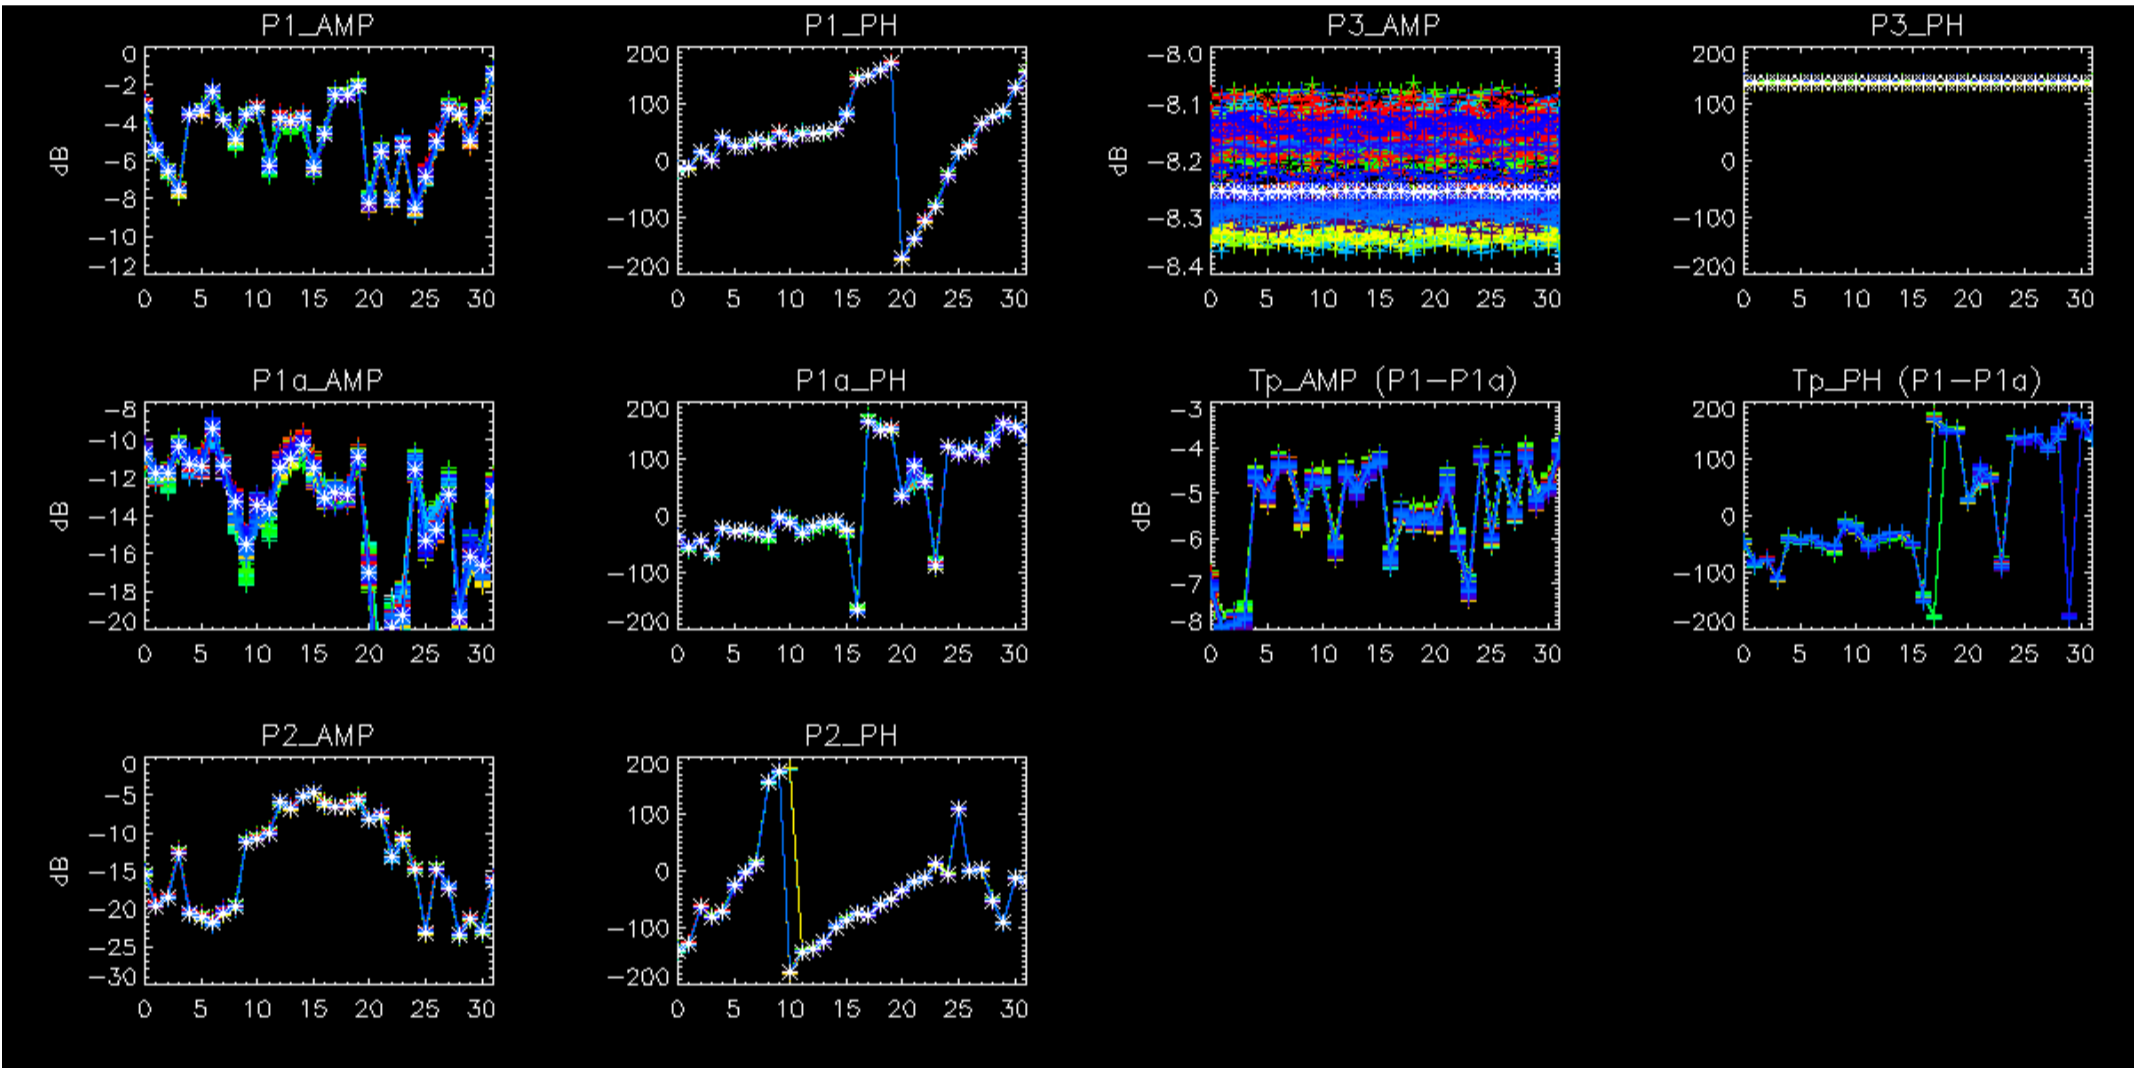 P1_AMP
dB
0
−2
−4
−6
−8
−10
−12
0 5 10 15 20 25 30
P1_PH
200
100
0
−100
−200
0 5 10 15 20 25 30
P3_AMP
dB
−8.0
−8.1
−8.2
−8.3
−8.4
0 5 10 15 20 25 30
P3_PH
200
100
0
−100
−200
0 5 10 15 20 25 30
P1a_AMP
dB
−8
−10
−12
−14
−16
−18
−20
0 5 10 15 20 25 30
P1a_PH
200
100
0
−100
−200
0 5 10 15 20 25 30
Tp_AMP (P1−P1a)
dB
−3
−4
−5
−6
−7
−8
0 5 10 15 20 25 30
Tp_PH (P1−P1a)
200
100
0
−100
−200
0 5 10 15 20 25 30
P2_AMP
dB
0
−5
−10
−15
−20
−25
−30
0 5 10 15 20 25 30
P2_PH
200
100
0
−100
−200
0 5 10 15 20 25 30